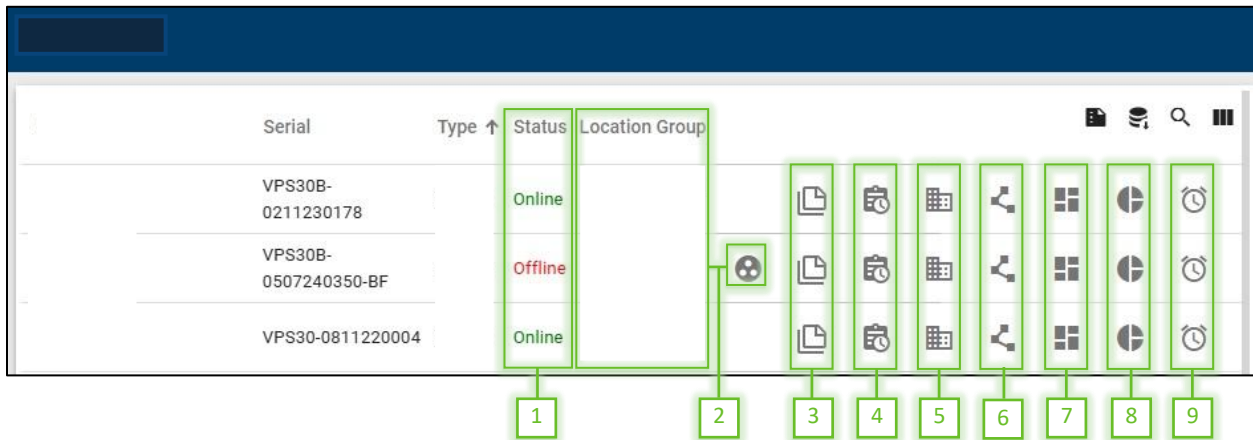 Serial Type ↑ Status Location Group
VPS30B-
0211230178 Online
VPS30B-
0507240350-BF Offline
VPS30-0811220004 Online
1 2 3 4 5 6 7 8 9